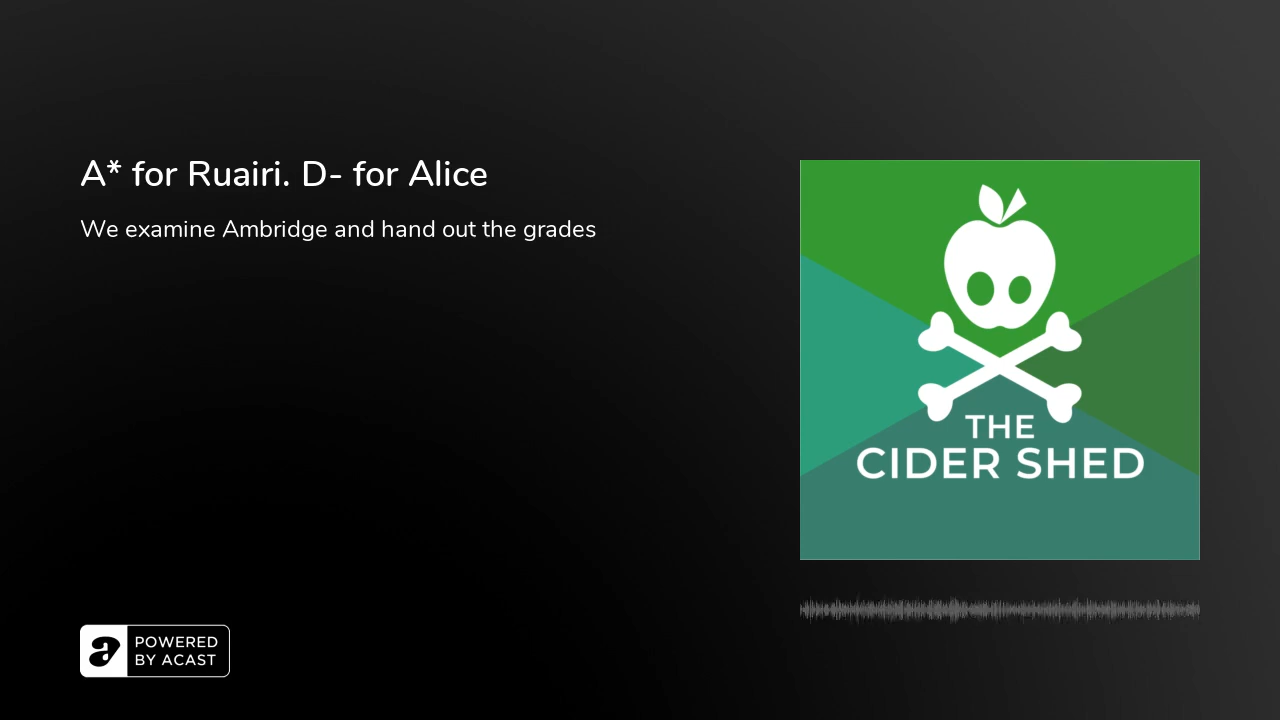 A* for Ruairi. D- for Alice
We examine Ambridge and hand out the grades
THE
CIDER SHED
a
POWERED
BY ACAST